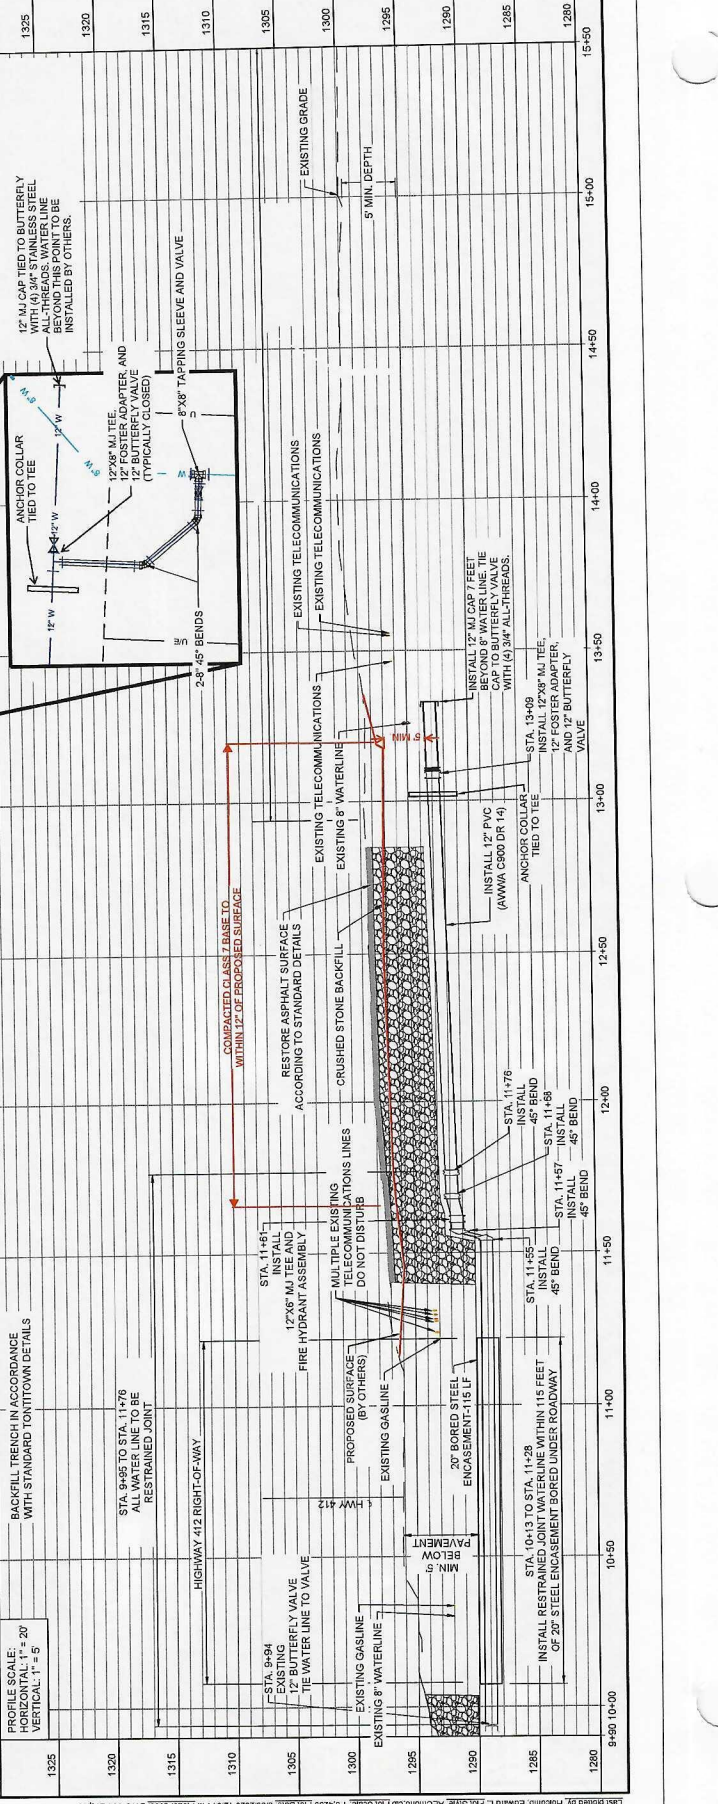 PROFILE SCALE:
HORIZONTAL: 1" = 20'
VERTICAL: 1" = 5'
BACKFILL TRENCH IN ACCORDANCE
WITH STANDARD TONTITOWN DETAILS
STA. 9+95 TO STA. 11+76
ALL WATER LINE TO BE
RESTRAINED JOINT
HIGHWAY 412 RIGHT-OF-WAY
STA. 9+94
EXISTING
12" BUTTERFLY VALVE
TIE WATER LINE TO VALVE
EXISTING GASLINE
EXISTING 8" WATERLINE
℄ HWY 412
MIN. 5'
BELOW
PAVEMENT
STA. 10+13 TO STA. 11+28
INSTALL RESTRAINED JOINT WATERLINE WITHIN 115 FEET
OF 20" STEEL ENCASEMENT BORED UNDER ROADWAY
20" BORED STEEL
ENCASEMENT-115 LF
EXISTING GASLINE
PROPOSED SURFACE
(BY OTHERS)
MULTIPLE EXISTING
TELECOMMUNICATIONS LINES
DO NOT DISTURB
STA. 11+61
INSTALL
12"X6" MJ TEE AND
FIRE HYDRANT ASSEMBLY
STA. 11+55
INSTALL
45° BEND
STA. 11+57
INSTALL
45° BEND
STA. 11+68
INSTALL
45° BEND
STA. 11+76
INSTALL
45° BEND
COMPACTED CLASS 7 BASE TO
WITHIN 12" OF PROPOSED SURFACE
RESTORE ASPHALT SURFACE
ACCORDING TO STANDARD DETAILS
CRUSHED STONE BACKFILL
EXISTING TELECOMMUNICATIONS
EXISTING 8" WATERLINE
5' MIN
INSTALL 12" PVC
(AWWA C900 DR 14)
ANCHOR COLLAR
TIED TO TEE
STA. 13+09
INSTALL 12"X8" MJ TEE,
12" FOSTER ADAPTER,
AND 12" BUTTERFLY
VALVE
INSTALL 12" MJ CAP 7 FEET
BEYOND 8" WATER LINE. TIE
CAP TO BUTTERFLY VALVE
WITH (4) 3/4" ALL-THREADS.
EXISTING TELECOMMUNICATIONS
EXISTING TELECOMMUNICATIONS
2-8" 45° BENDS
U/E
12" W
ANCHOR COLLAR
TIED TO TEE
12" W
12" W
8" W
8" W
W
U
12"X8" MJ TEE,
12" FOSTER ADAPTER, AND
12" BUTTERFLY VALVE
(TYPICALLY CLOSED)
8"X8" TAPPING SLEEVE AND VALVE
12" MJ CAP TIED TO BUTTERFLY
WITH (4) 3/4" STAINLESS STEEL
ALL-THREADS. WATER LINE
BEYOND THIS POINT TO BE
INSTALLED BY OTHERS.
EXISTING GRADE
5' MIN. DEPTH
1325
1320
1315
1310
1305
1300
1295
1290
1285
1280
1325
1320
1315
1310
1305
1300
1295
1290
1285
1280
9+90 10+00
10+50
11+00
11+50
12+00
12+50
13+00
13+50
14+00
14+50
15+00
15+50